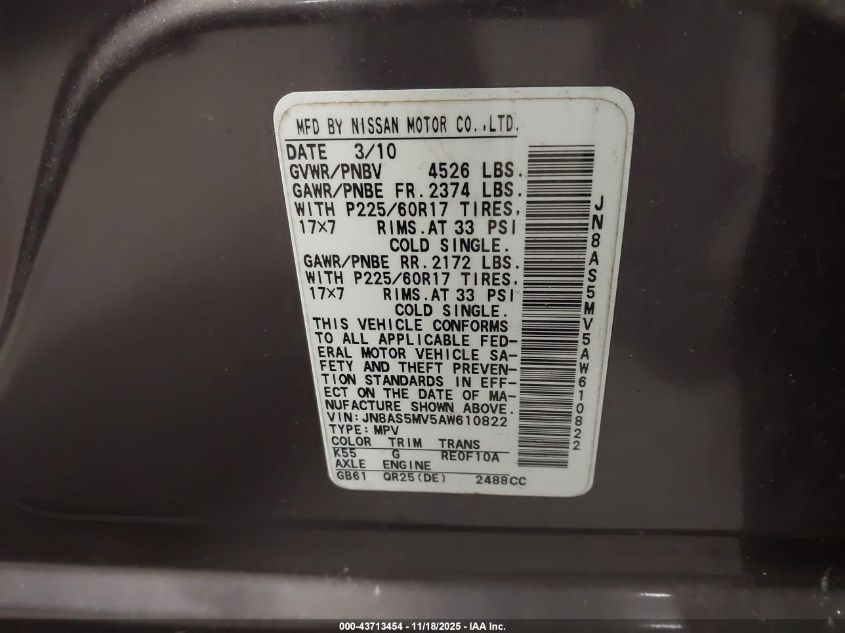 MFD BY NISSAN MOTOR CO.,LTD.
DATE 3/10
GVWR/PNBV 4526 LBS.
GAWR/PNBE FR. 2374 LBS.
WITH P225/60R17 TIRES,
17×7 RIMS. AT 33 PSI
COLD SINGLE.
GAWR/PNBE RR. 2172 LBS.
WITH P225/60R17 TIRES,
17×7 RIMS. AT 33 PSI
COLD SINGLE.
THIS VEHICLE CONFORMS
TO ALL APPLICABLE FED-
ERAL MOTOR VEHICLE SA-
FETY AND THEFT PREVEN-
TION STANDARDS IN EFF-
ECT ON THE DATE OF MA-
NUFACTURE SHOWN ABOVE.
VIN:JN8AS5MV5AW610822
TYPE:MPV
COLOR TRIM TRANS
K55 G RE0F10A
AXLE ENGINE
GB61 QR25(DE) 2488CC
JN8AS5MV5AW610822
000-43713454 - 11/18/2025 - IAA Inc.